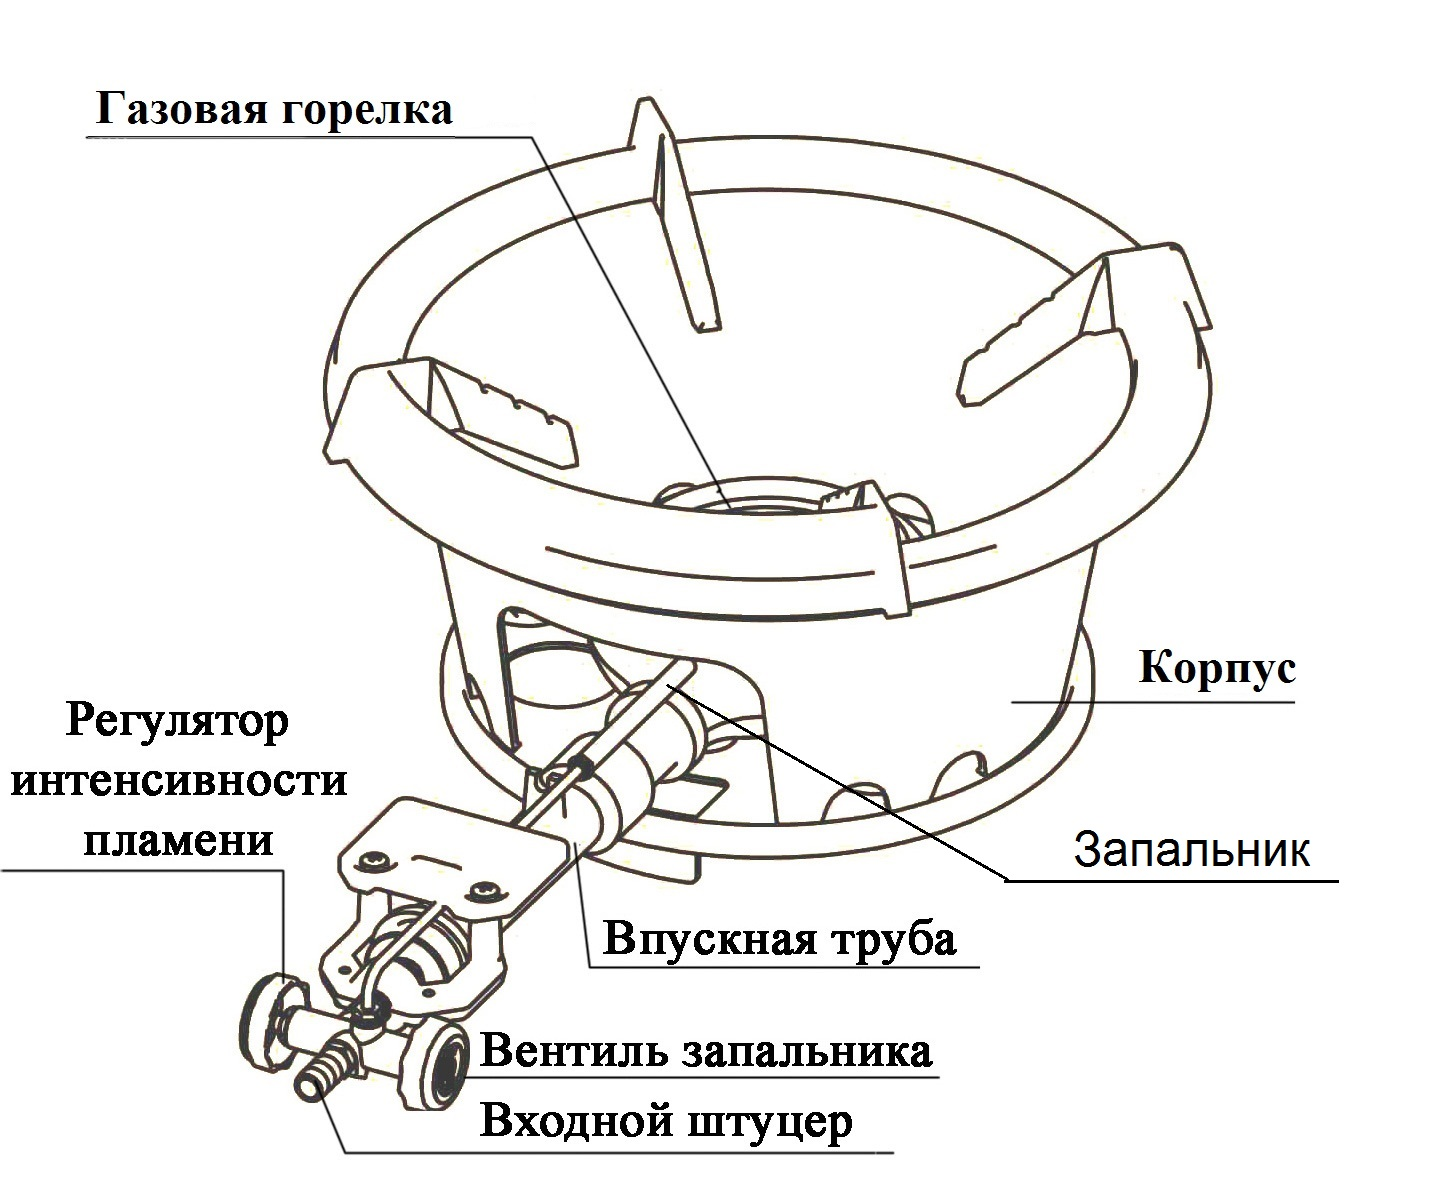 Газовая горелка
Корпус
Регулятор
интенсивности
пламени
Запальник
Впускная труба
Вентиль запальника
Входной штуцер